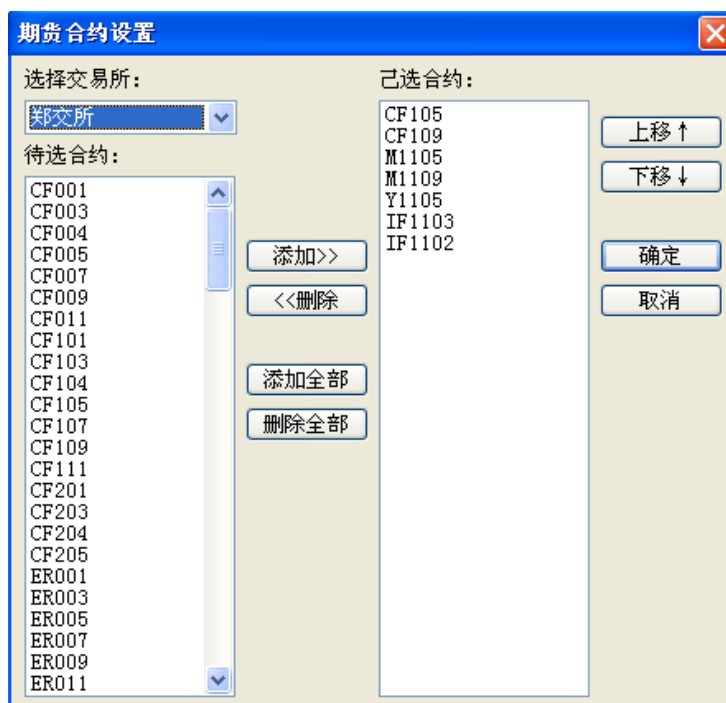 期货合约设置
选择交易所：
郑交所
待选合约：
CF001
CF003
CF004
CF005
CF007
CF009
CF011
CF101
CF103
CF104
CF105
CF107
CF109
CF111
CF201
CF203
CF204
CF205
ER001
ER003
ER005
ER007
ER009
ER011
添加>>
<<删除
添加全部
删除全部
己选合约：
CF105
CF109
M1105
M1109
Y1105
IF1103
IF1102
上移↑
下移↓
确定
取消